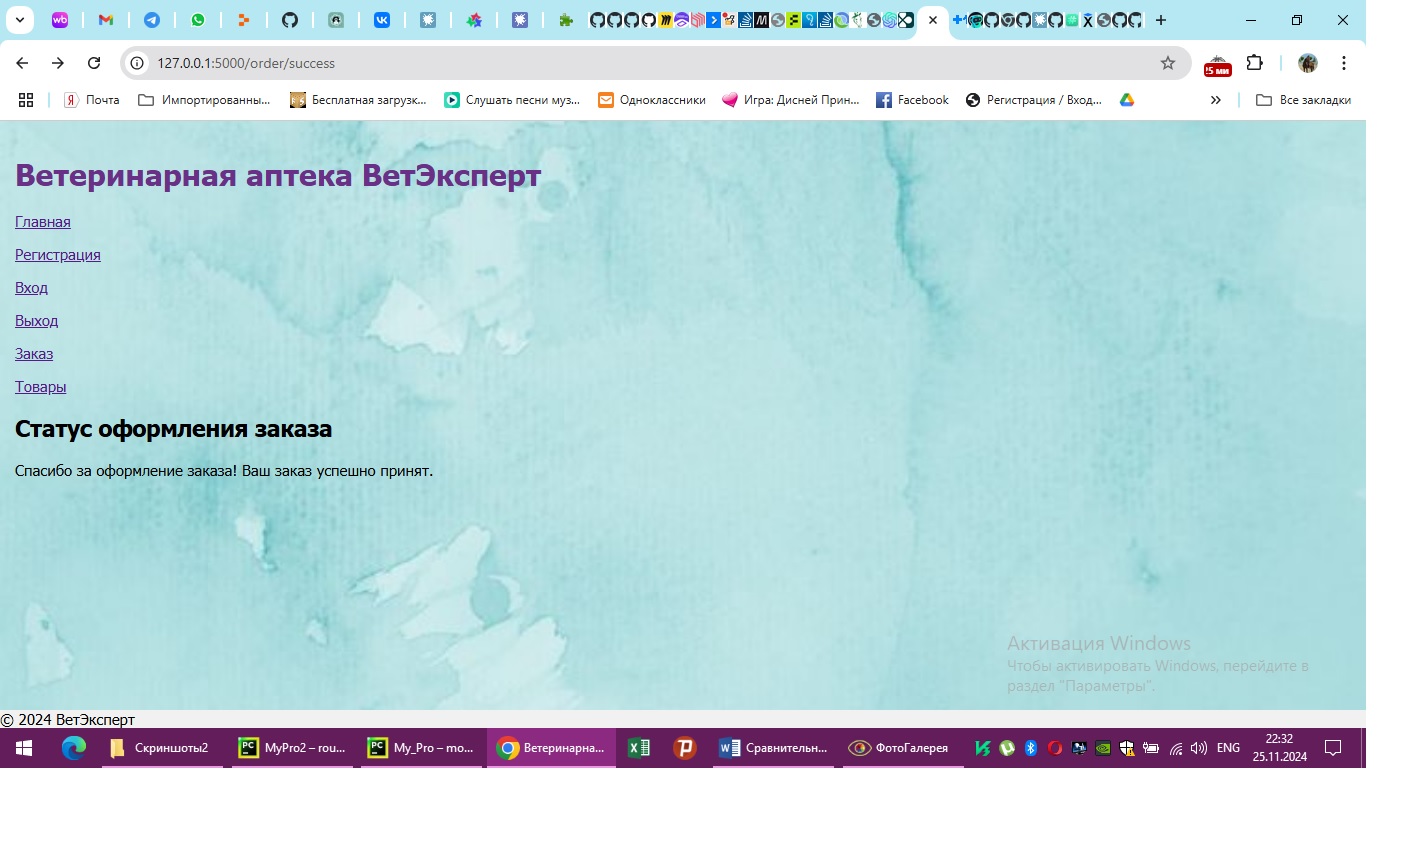 127.0.0.1:5000/order/success
Почта
Импортированны...
Бесплатная загрузк...
Слушать песни муз...
Одноклассники
Игра: Дисней Прин...
Facebook
Регистрация / Вход...
Все закладки
Ветеринарная аптека ВетЭксперт
Главная
Регистрация
Вход
Выход
Заказ
Товары
Статус оформления заказа
Спасибо за оформление заказа! Ваш заказ успешно принят.
Активация Windows
Чтобы активировать Windows, перейдите в
раздел "Параметры".
© 2024 ВетЭксперт
Скриншоты2
MyPro2 – rou...
My_Pro – mo...
Ветеринарна...
Сравнительн...
ФотоГалерея
ENG
22:32
25.11.2024